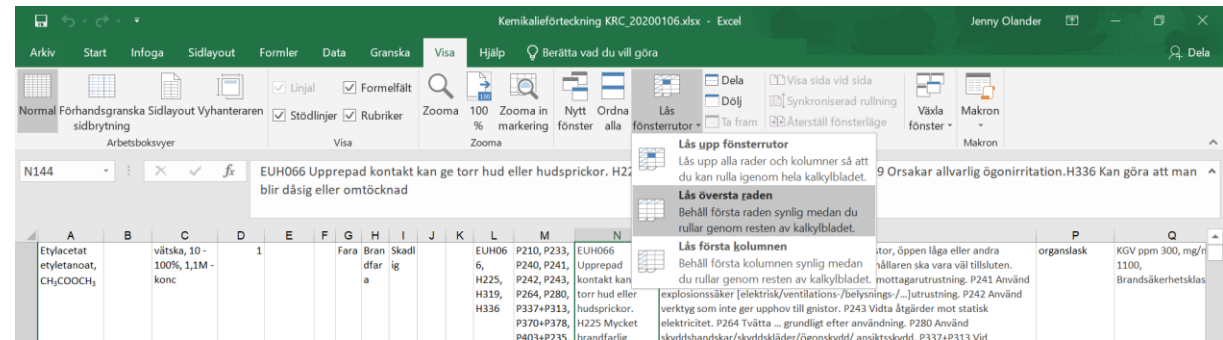 Kemikalieförteckning KRC_20200106.xlsx - Excel
Jenny Olander
Arkiv Start Infoga Sidlayout Formler Data Granska Visa Hjälp Berätta vad du vill göra
Dela
Normal Förhandsgranska sidbrytning Sidlayout Vyhanteraren
Arbetsboksvyer
Linjal Formelfält
Stödlinjer Rubriker
Visa
Zooma 100 % Zooma in markering
Zooma
Nytt fönster Ordna alla Lås fönsterrutor
Dela
Dölj
Ta fram
Visa sida vid sida
Synkroniserad rullning
Återställ fönsterläge
Växla fönster
Makron
Makron
Lås upp fönsterrutor
Lås upp alla rader och kolumner så att
du kan rulla igenom hela kalkylbladet.
Lås översta raden
Behåll första raden synlig medan du
rullar genom resten av kalkylbladet.
Lås första kolumnen
Behåll första kolumnen synlig medan
du rullar genom resten av kalkylbladet.
N144
fx
EUH066 Upprepad kontakt kan ge torr hud eller hudsprickor. H22
9 Orsakar allvarlig ögonirritation.H336 Kan göra att man
blir dåsig eller omtöcknad
A B C D E F G H I J K L M N P Q
Etylacetat
etyletanoat,
CH₃COOCH₃
vätska, 10 -
100%, 1,1M -
konc
1
Fara
Bran
dfar
a
Skadl
ig
EUH06
6,
H225,
H319,
H336
P210, P233,
P240, P241,
P242, P243,
P264, P280,
P337+P313,
P370+P378,
P403+P235,
EUH066
Upprepad
kontakt kan
torr hud eller
hudsprickor.
H225 Mycket
brandfarlig
stor, öppen låga eller andra
hållaren ska vara väl tillsluten.
mottagarutrustning. P241 Använd
explosionssäker [elektrisk/ventilations-/belysnings-/...]utrustning. P242 Använd
verktyg som inte ger upphov till gnistor. P243 Vidta åtgärder mot statisk
elektricitet. P264 Tvätta ... grundligt efter användning. P280 Använd
skyddshandskar/skyddskläder/ögonskydd/ ansiktsskydd. P337+P313 Vid
organslask
KGV ppm 300, mg/m
1100,
Brandsäkerhetsklas